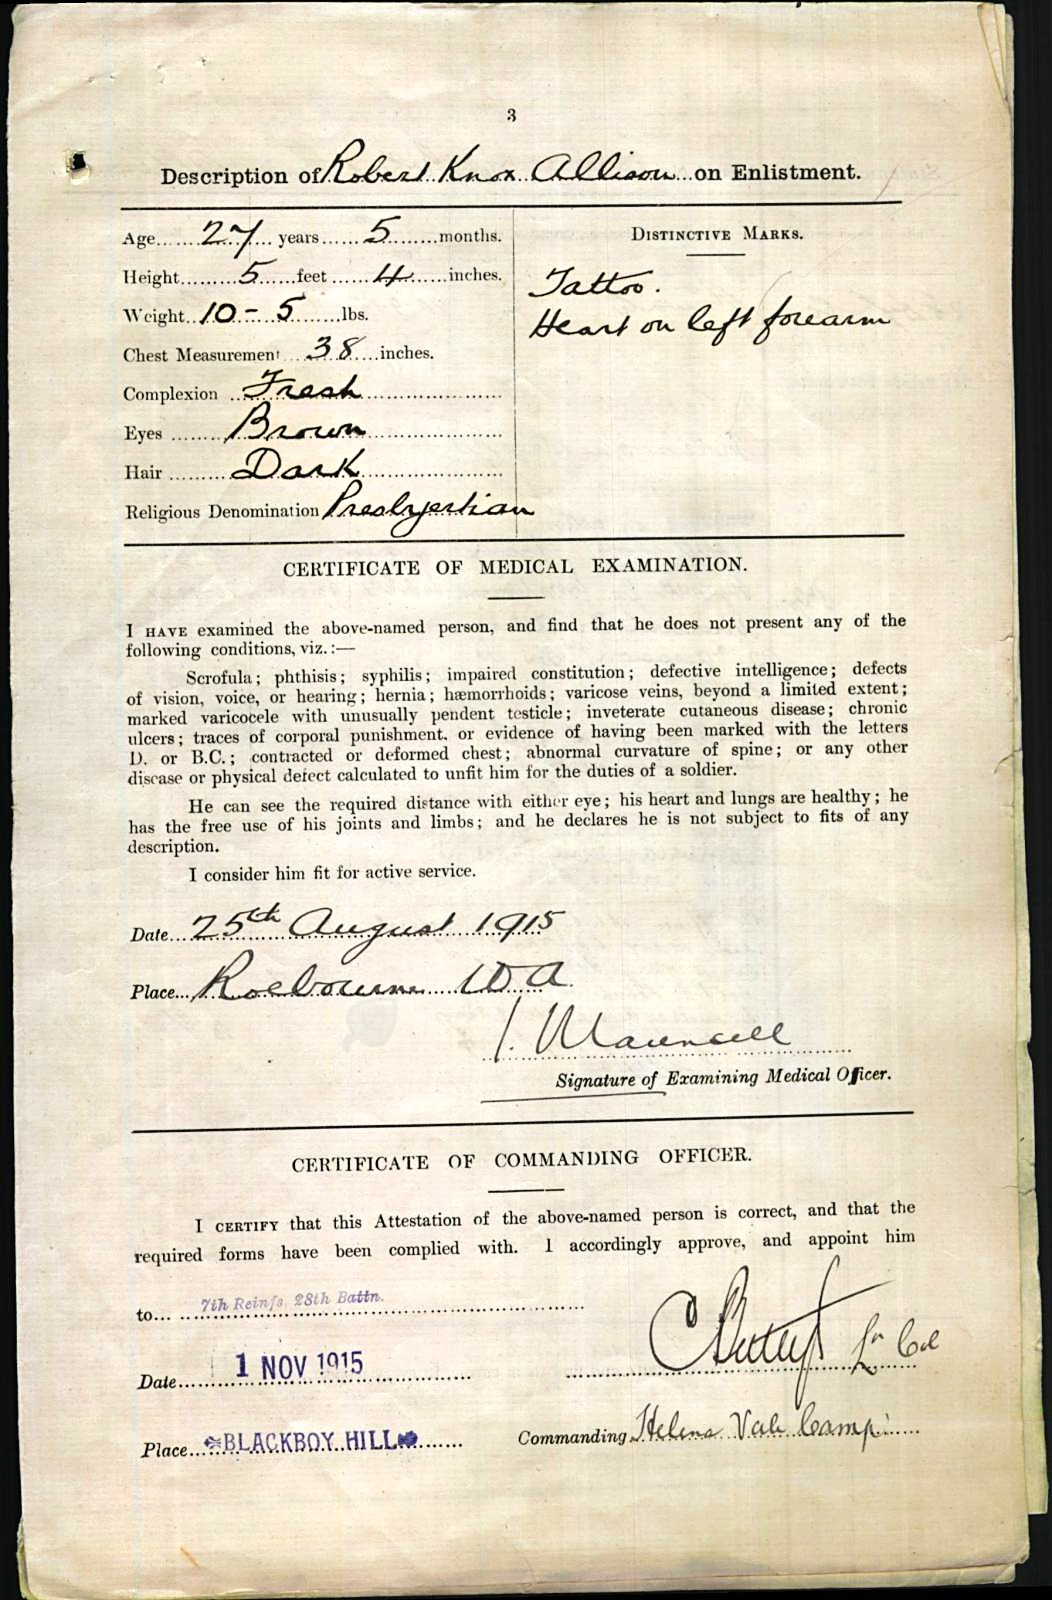 3
Description of Robert Knox Allison on Enlistment.
Age 27 years 5 months.
Height 5 feet 4 inches.
Weight 10-5 lbs.
Chest Measurement 38 inches.
Complexion Fresh
Eyes Brown
Hair Dark
Religious Denomination Presbyertian
DISTINCTIVE MARKS.
Tattoo.
Heart on left forearm
CERTIFICATE OF MEDICAL EXAMINATION.
I HAVE examined the above-named person, and find that he does not present any of the
following conditions, viz.:—
Scrofula; phthisis; syphilis; impaired constitution; defective intelligence; defects
of vision, voice, or hearing; hernia; hæmorrhoids; varicose veins, beyond a limited extent;
marked varicocele with unusually pendent testicle; inveterate cutaneous disease; chronic
ulcers; traces of corporal punishment, or evidence of having been marked with the letters
D. or B.C.; contracted or deformed chest; abnormal curvature of spine; or any other
disease or physical defect calculated to unfit him for the duties of a soldier.
He can see the required distance with either eye; his heart and lungs are healthy; he
has the free use of his joints and limbs; and he declares he is not subject to fits of any
description.
I consider him fit for active service.
Date 25th August 1915
Place Roebourne W A
Maunsell
Signature of Examining Medical Officer.
CERTIFICATE OF COMMANDING OFFICER.
I CERTIFY that this Attestation of the above-named person is correct, and that the
required forms have been complied with. I accordingly approve, and appoint him
to 7th Reinfs. 28th Battn.
Date 1 NOV 1915
Lt Col
Place BLACKBOY HILL
Commanding Helena Vale Camp